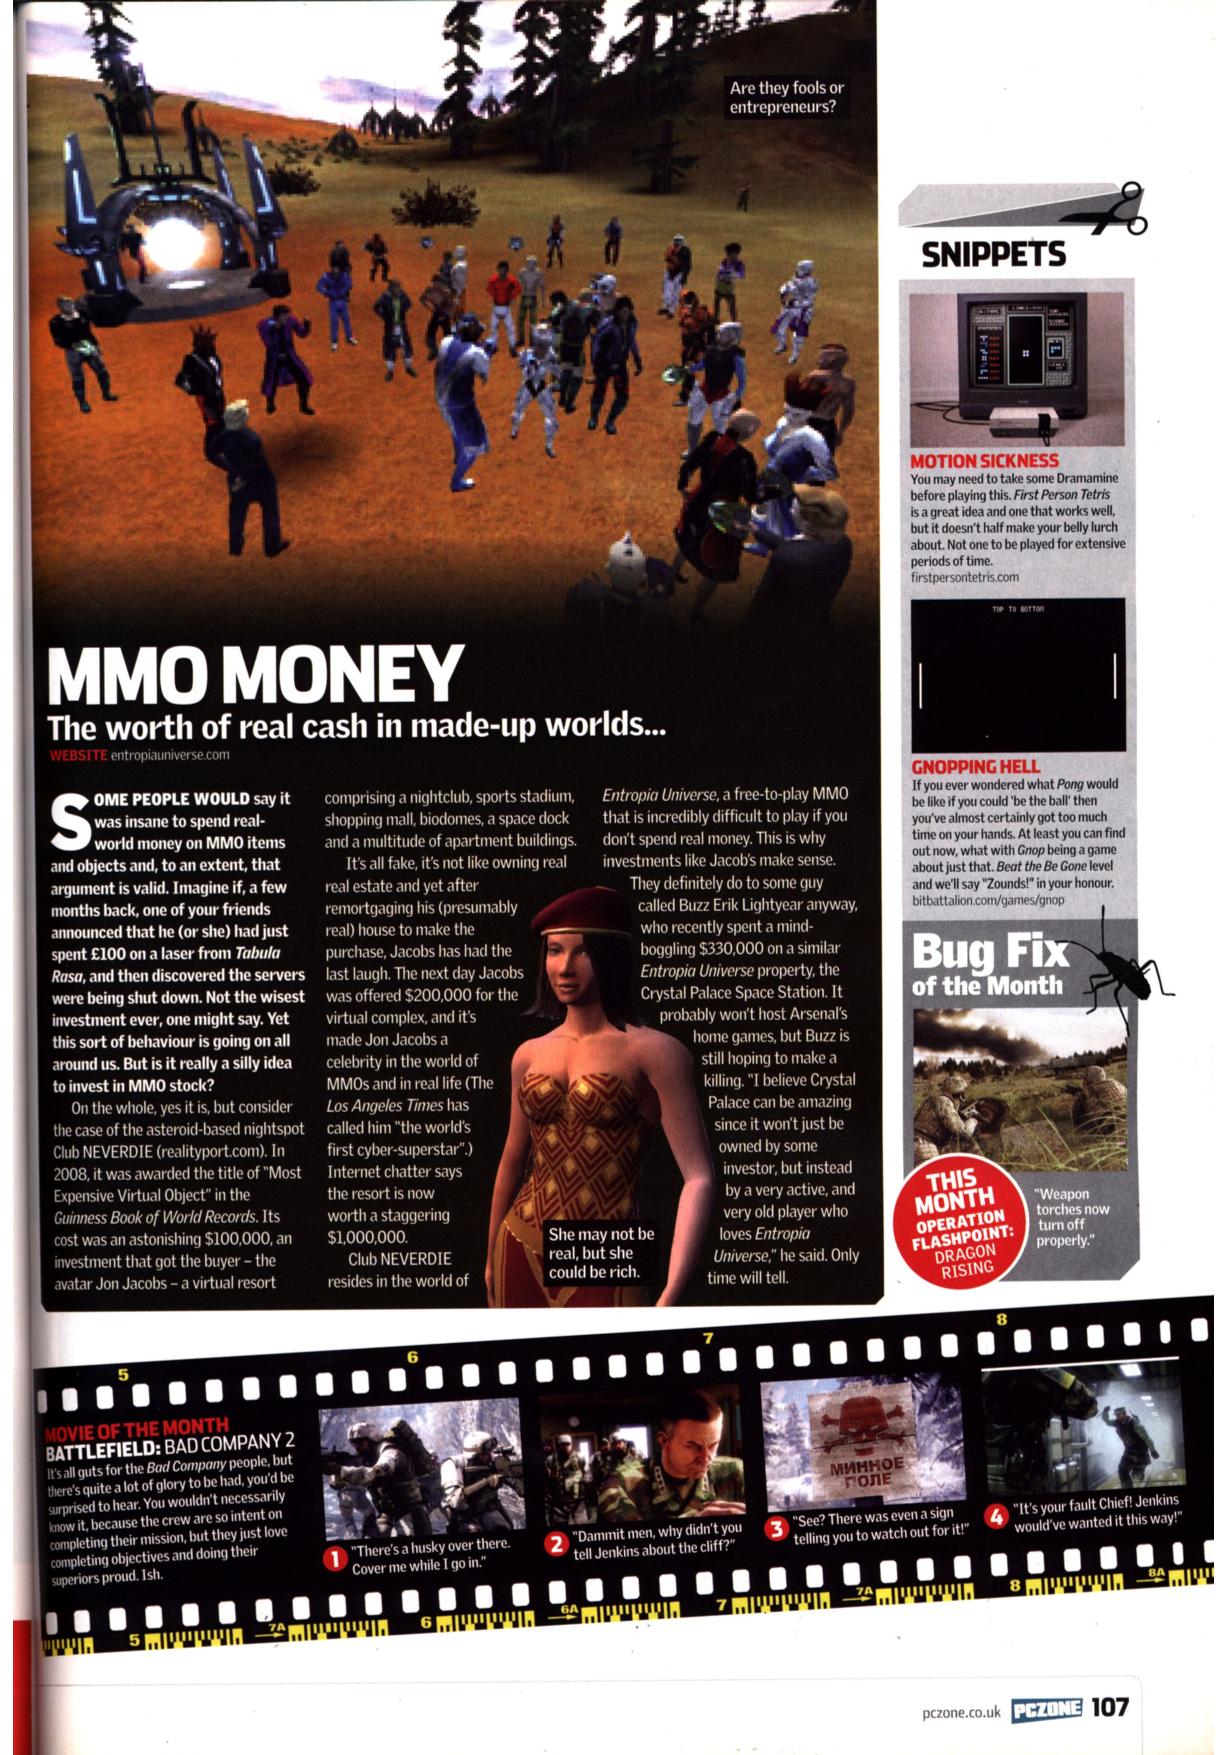 Are they fools or
entrepreneurs?
MMO MONEY
The worth of real cash in made-up worlds...
WEBSITE entropiauniverse.com
SOME PEOPLE WOULD say it
was insane to spend real-
world money on MMO items
and objects and, to an extent, that
argument is valid. Imagine if, a few
months back, one of your friends
announced that he (or she) had just
spent £100 on a laser from Tabula
Rasa, and then discovered the servers
were being shut down. Not the wisest
investment ever, one might say. Yet
this sort of behaviour is going on all
around us. But is it really a silly idea
to invest in MMO stock?
On the whole, yes it is, but consider
the case of the asteroid-based nightspot
Club NEVERDIE (realityport.com). In
2008, it was awarded the title of "Most
Expensive Virtual Object" in the
Guinness Book of World Records. Its
cost was an astonishing $100,000, an
investment that got the buyer – the
avatar Jon Jacobs – a virtual resort
comprising a nightclub, sports stadium,
shopping mall, biodomes, a space dock
and a multitude of apartment buildings.
It's all fake, it's not like owning real
real estate and yet after
remortgaging his (presumably
real) house to make the
purchase, Jacobs has had the
last laugh. The next day Jacobs
was offered $200,000 for the
virtual complex, and it's
made Jon Jacobs a
celebrity in the world of
MMOs and in real life (The
Los Angeles Times has
called him "the world's
first cyber-superstar".)
Internet chatter says
the resort is now
worth a staggering
$1,000,000.
Club NEVERDIE
resides in the world of
Entropia Universe, a free-to-play MMO
that is incredibly difficult to play if you
don't spend real money. This is why
investments like Jacob's make sense.
They definitely do to some guy
called Buzz Erik Lightyear anyway,
who recently spent a mind-
boggling $330,000 on a similar
Entropia Universe property, the
Crystal Palace Space Station. It
probably won't host Arsenal's
home games, but Buzz is
still hoping to make a
killing. "I believe Crystal
Palace can be amazing
since it won't just be
owned by some
investor, but instead
by a very active, and
very old player who
loves Entropia
Universe," he said. Only
time will tell.
She may not be
real, but she
could be rich.
SNIPPETS
MOTION SICKNESS
You may need to take some Dramamine
before playing this. First Person Tetris
is a great idea and one that works well,
but it doesn't half make your belly lurch
about. Not one to be played for extensive
periods of time.
firstpersontetris.com
TOP TO BOTTOM
GNOPPING HELL
If you ever wondered what Pong would
be like if you could 'be the ball' then
you've almost certainly got too much
time on your hands. At least you can find
out now, what with Gnop being a game
about just that. Beat the Be Gone level
and we'll say "Zounds!" in your honour.
bitbattalion.com/games/gnop
Bug Fix
of the Month
THIS
MONTH
OPERATION
FLASHPOINT:
DRAGON
RISING
"Weapon
torches now
turn off
properly."
5 6 7 8
MOVIE OF THE MONTH
BATTLEFIELD: BAD COMPANY 2
It's all guts for the Bad Company people, but
there's quite a lot of glory to be had, you'd be
surprised to hear. You wouldn't necessarily
know it, because the crew are so intent on
completing their mission, but they just love
completing objectives and doing their
superiors proud. Ish.
1 "There's a husky over there.
Cover me while I go in."
2 "Dammit men, why didn't you
tell Jenkins about the cliff?"
МИННОЕ
ПОЛЕ
3 "See? There was even a sign
telling you to watch out for it!"
4 "It's your fault Chief! Jenkins
would've wanted it this way!"
5 7A 6 6A 7 7A 8 8A
pczone.co.uk PCZONE 107